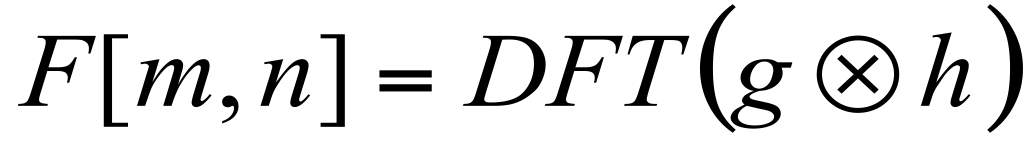 F[m,n] = DFT(g ⊗ h)